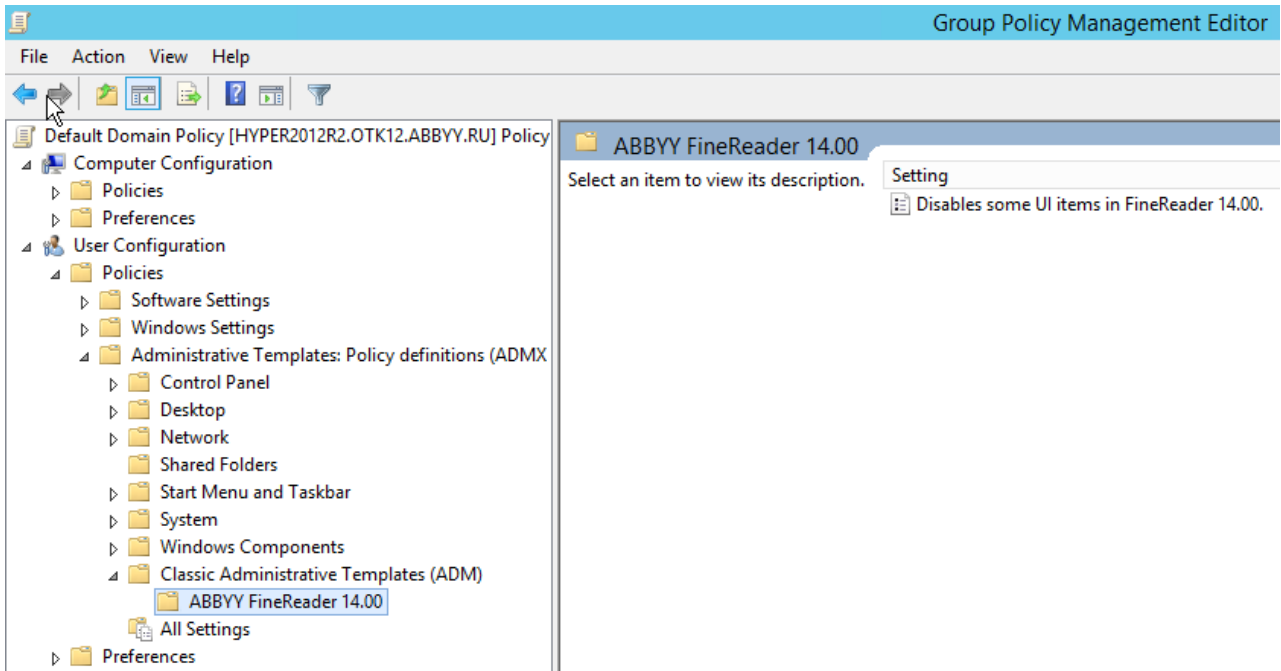 Group Policy Management Editor
File Action View Help
Default Domain Policy [HYPER2012R2.OTK12.ABBYY.RU] Policy
Computer Configuration
Policies
Preferences
User Configuration
Policies
Software Settings
Windows Settings
Administrative Templates: Policy definitions (ADMX
Control Panel
Desktop
Network
Shared Folders
Start Menu and Taskbar
System
Windows Components
Classic Administrative Templates (ADM)
ABBYY FineReader 14.00
All Settings
Preferences
ABBYY FineReader 14.00
Select an item to view its description.
Setting
Disables some UI items in FineReader 14.00.